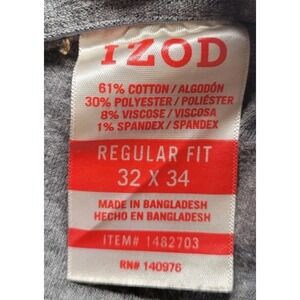 IZOD
61% COTTON / ALGODÓN
30% POLYESTER / POLIÉSTER
8% VISCOSE / VISCOSA
1% SPANDEX / SPANDEX
REGULAR FIT
32 X 34
MADE IN BANGLADESH
HECHO EN BANGLADESH
ITEM# 1482703
RN# 140976